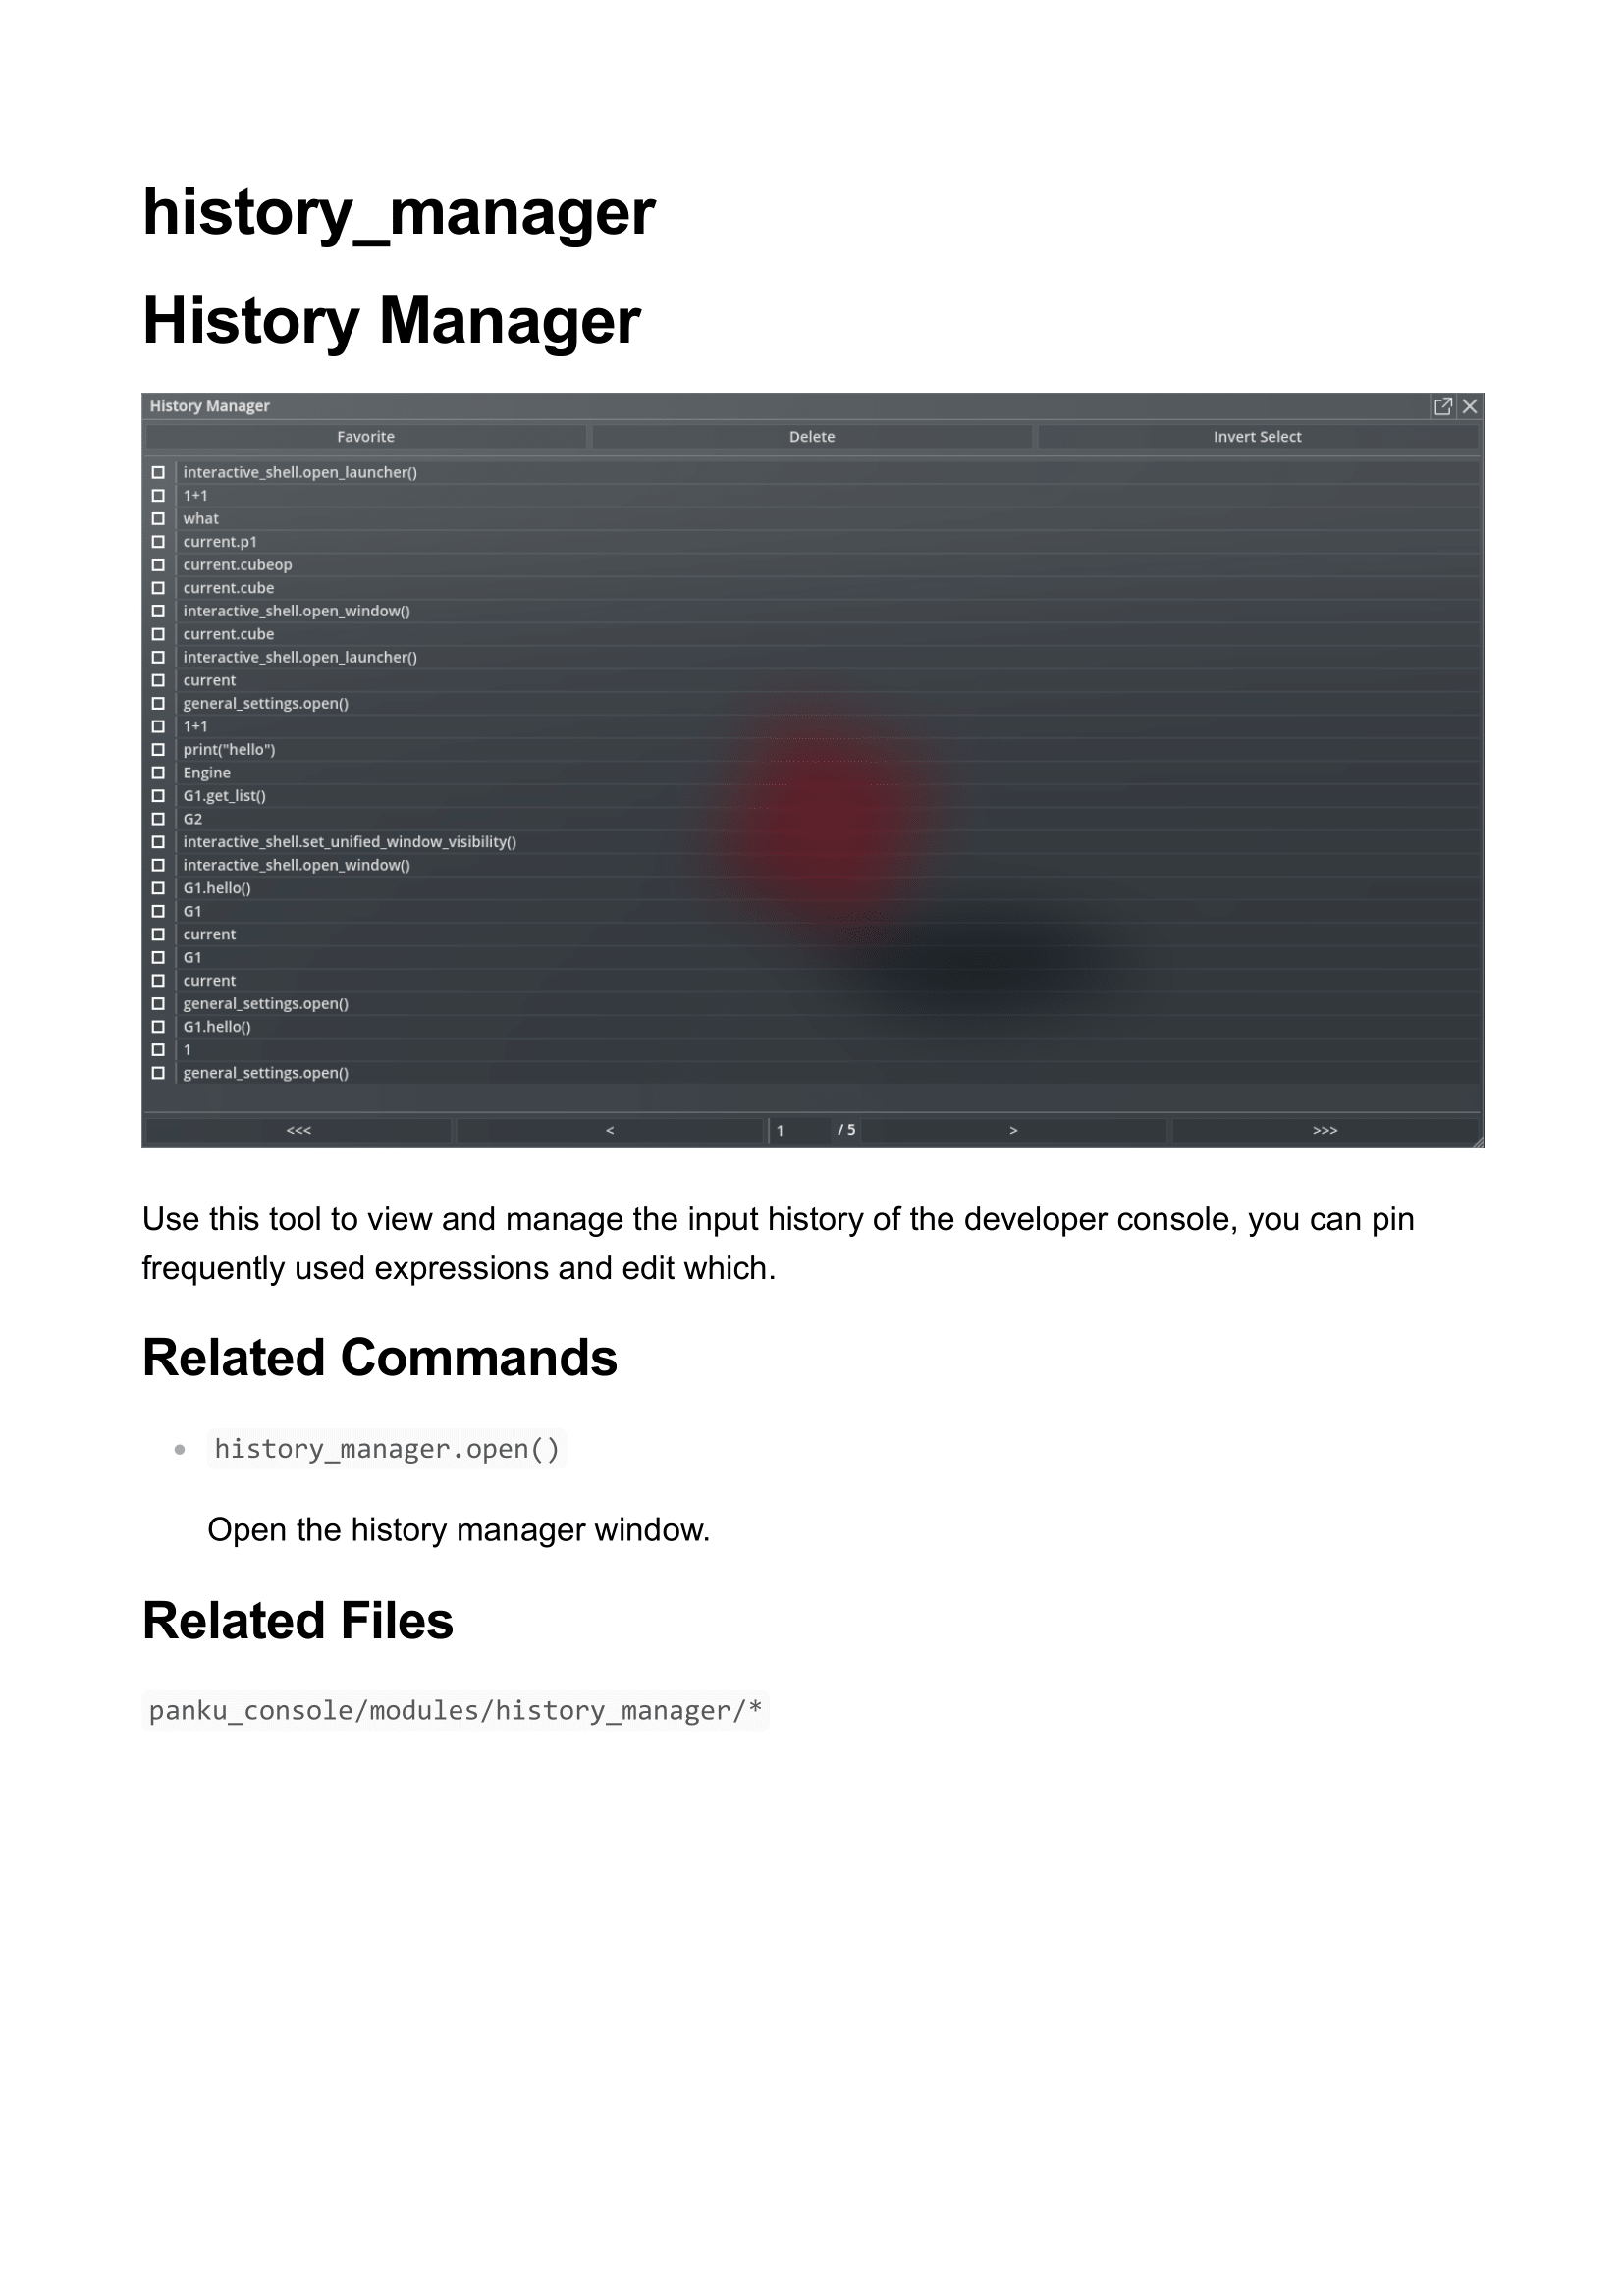 history_manager
History Manager
History Manager
Favorite Delete Invert Select
interactive_shell.open_launcher()
1+1
what
current.p1
current.cubeop
current.cube
interactive_shell.open_window()
current.cube
interactive_shell.open_launcher()
current
general_settings.open()
1+1
print("hello")
Engine
G1.get_list()
G2
interactive_shell.set_unified_window_visibility()
interactive_shell.open_window()
G1.hello()
G1
current
G1
current
general_settings.open()
G1.hello()
1
general_settings.open()
<<< < 1 / 5 > >>>
Use this tool to view and manage the input history of the developer console, you can pin
frequently used expressions and edit which.
Related Commands
history_manager.open()
Open the history manager window.
Related Files
panku_console/modules/history_manager/*